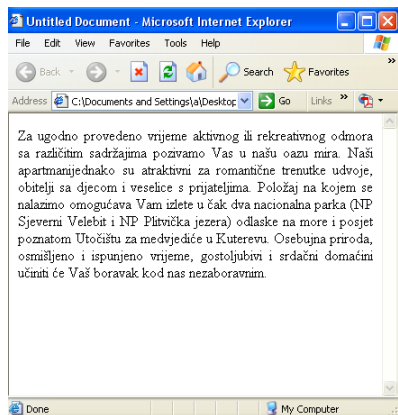 Untitled Document - Microsoft Internet Explorer
File Edit View Favorites Tools Help
Back Search Favorites »
Address C:\Documents and Settings\a\Desktop Go Links »
Za ugodno provedeno vrijeme aktivnog ili rekreativnog odmora
sa različitim sadržajima pozivamo Vas u našu oazu mira. Naši
apartmanijednako su atraktivni za romantične trenutke udvoje,
obitelji sa djecom i veselice s prijateljima. Položaj na kojem se
nalazimo omogućava Vam izlete u čak dva nacionalna parka (NP
Sjeverni Velebit i NP Plitvička jezera) odlaske na more i posjet
poznatom Utočištu za medvjediće u Kuterevu. Osebujna priroda,
osmišljeno i ispunjeno vrijeme, gostoljubivi i srdačni domaćini
učiniti će Vaš boravak kod nas nezaboravnim.
Done My Computer